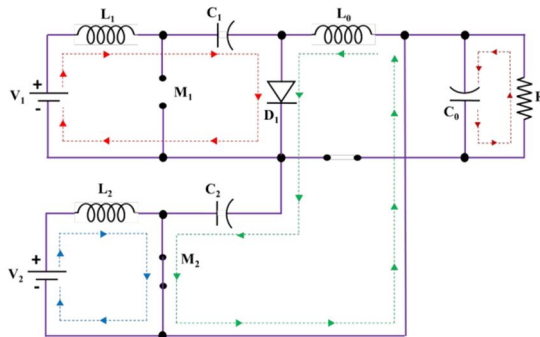 L₁
C₁
L₀
+
V₁
-
M₁
D₁
C₀
R
L₂
C₂
+
V₂
-
M₂